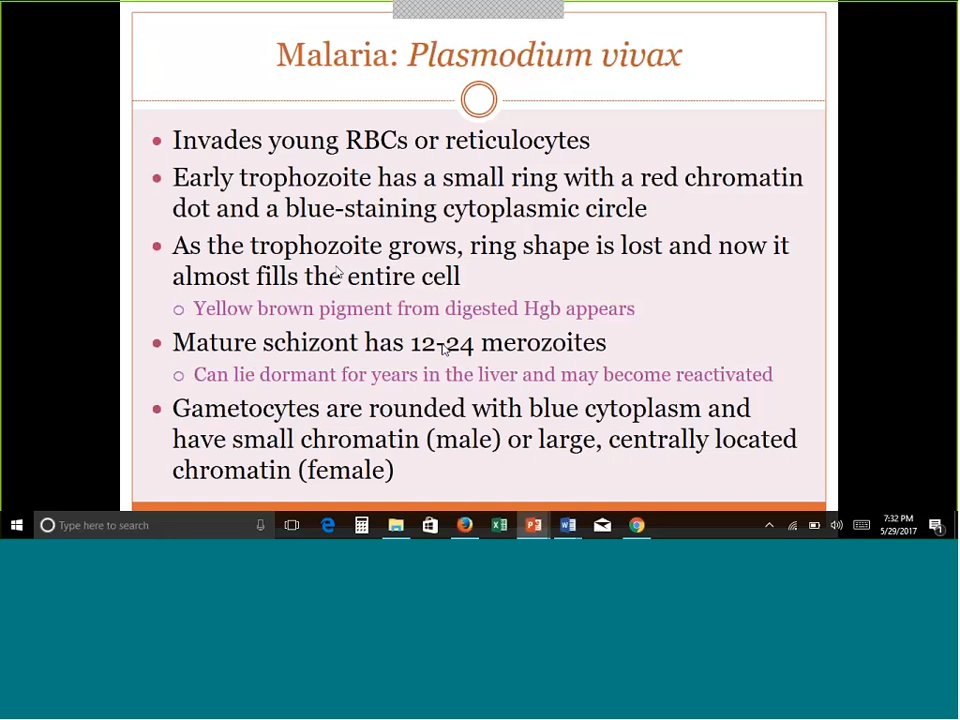 Malaria: Plasmodium vivax
Invades young RBCs or reticulocytes
Early trophozoite has a small ring with a red chromatin
dot and a blue-staining cytoplasmic circle
As the trophozoite grows, ring shape is lost and now it
almost fills the entire cell
Yellow brown pigment from digested Hgb appears
Mature schizont has 12-24 merozoites
Can lie dormant for years in the liver and may become reactivated
Gametocytes are rounded with blue cytoplasm and
have small chromatin (male) or large, centrally located
chromatin (female)
Type here to search
7:32 PM
5/29/2017